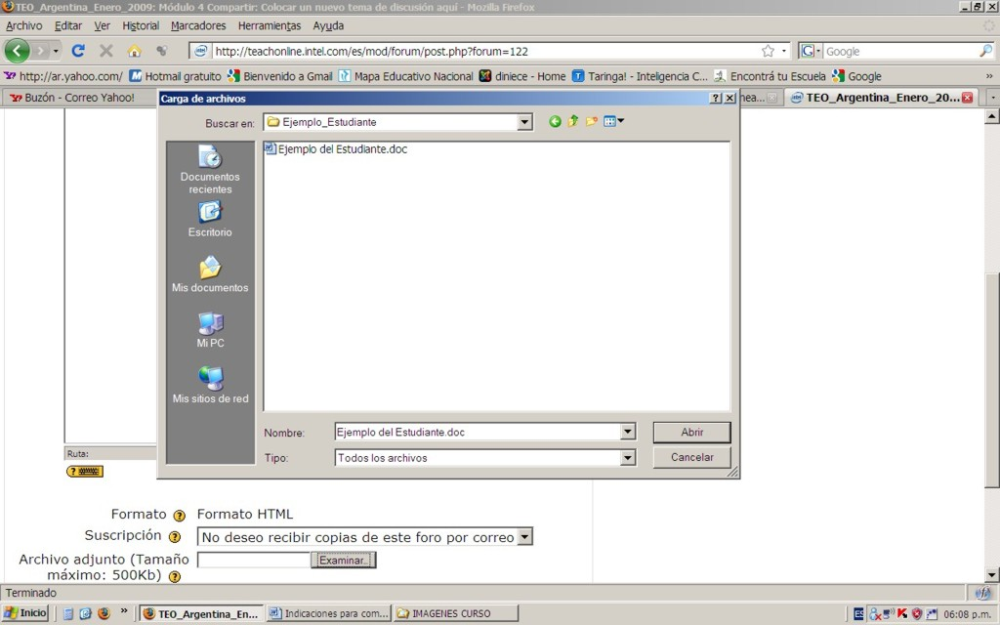 TEO_Argentina_Enero_2009: Módulo 4 Compartir: Colocar un nuevo tema de discusión aquí - Mozilla Firefox
Archivo Editar Ver Historial Marcadores Herramientas Ayuda
http://teachonline.intel.com/es/mod/forum/post.php?forum=122
G Google
http://ar.yahoo.com/ Hotmail gratuito Bienvenido a Gmail Mapa Educativo Nacional diniece - Home Taringa! - Inteligencia C... Encontrá tu Escuela Google »
Buzón - Correo Yahoo!
nea...
TEO_Argentina_Enero_20...
Carga de archivos
Buscar en: Ejemplo_Estudiante
Ejemplo del Estudiante.doc
Documentos
recientes
Escritorio
Mis documentos
Mi PC
Mis sitios de red
Nombre: Ejemplo del Estudiante.doc Abrir
Tipo: Todos los archivos Cancelar
Ruta:
Formato ? Formato HTML
Suscripción ? No deseo recibir copias de este foro por correo
Archivo adjunto (Tamaño
máximo: 500Kb) ? Examinar...
Terminado
Inicio » TEO_Argentina_En... Indicaciones para com... IMAGENES CURSO ES 06:08 p.m.